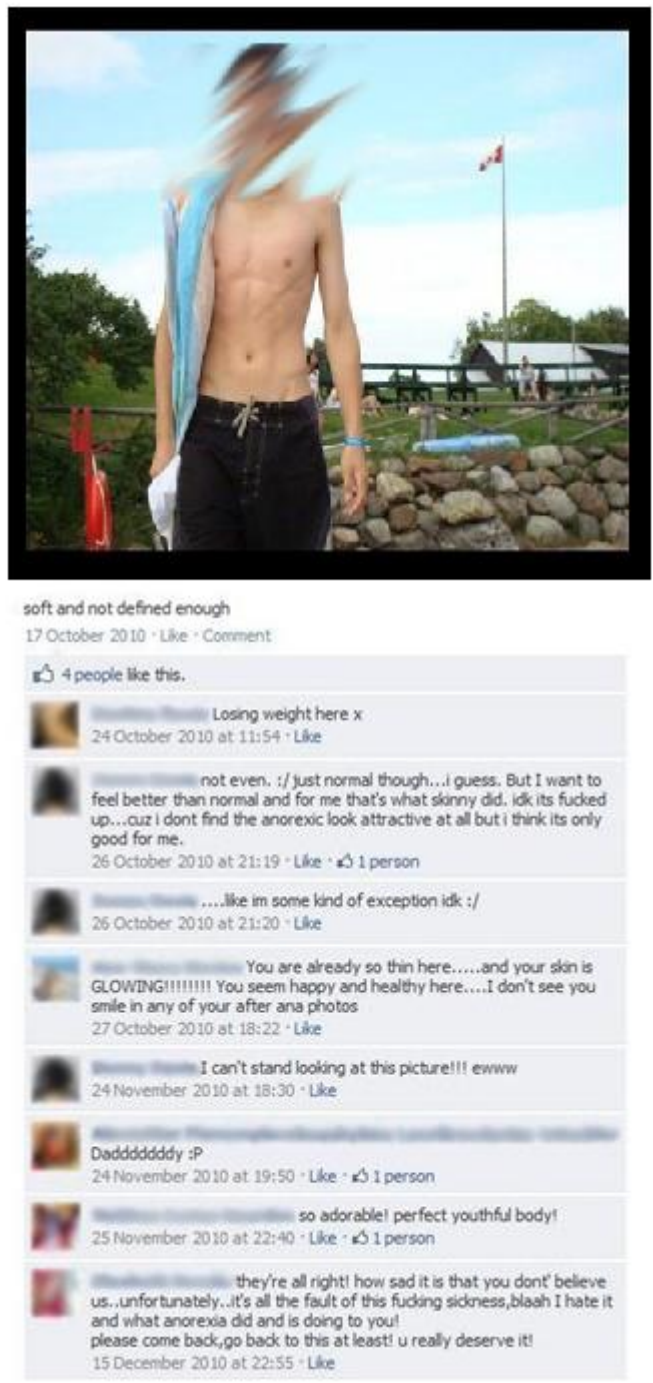 soft and not defined enough
17 October 2010 · Like · Comment
4 people like this.
Losing weight here x
24 October 2010 at 11:54 · Like
not even. :/ just normal though...i guess. But I want to
feel better than normal and for me that's what skinny did. idk its fucked
up...cuz i dont find the anorexic look attractive at all but i think its only
good for me.
26 October 2010 at 21:19 · Like · 1 person
....like im some kind of exception idk :/
26 October 2010 at 21:20 · Like
You are already so thin here.....and your skin is
GLOWING!!!!!!!! You seem happy and healthy here....I don't see you
smile in any of your after ana photos
27 October 2010 at 18:22 · Like
I can't stand looking at this picture!!! ewww
24 November 2010 at 18:30 · Like
Dadddddddy :P
24 November 2010 at 19:50 · Like · 1 person
so adorable! perfect youthful body!
25 November 2010 at 22:40 · Like · 1 person
they're all right! how sad it is that you dont' believe
us..unfortunately..it's all the fault of this fucking sickness,blaah I hate it
and what anorexia did and is doing to you!
please come back,go back to this at least! u really deserve it!
15 December 2010 at 22:55 · Like